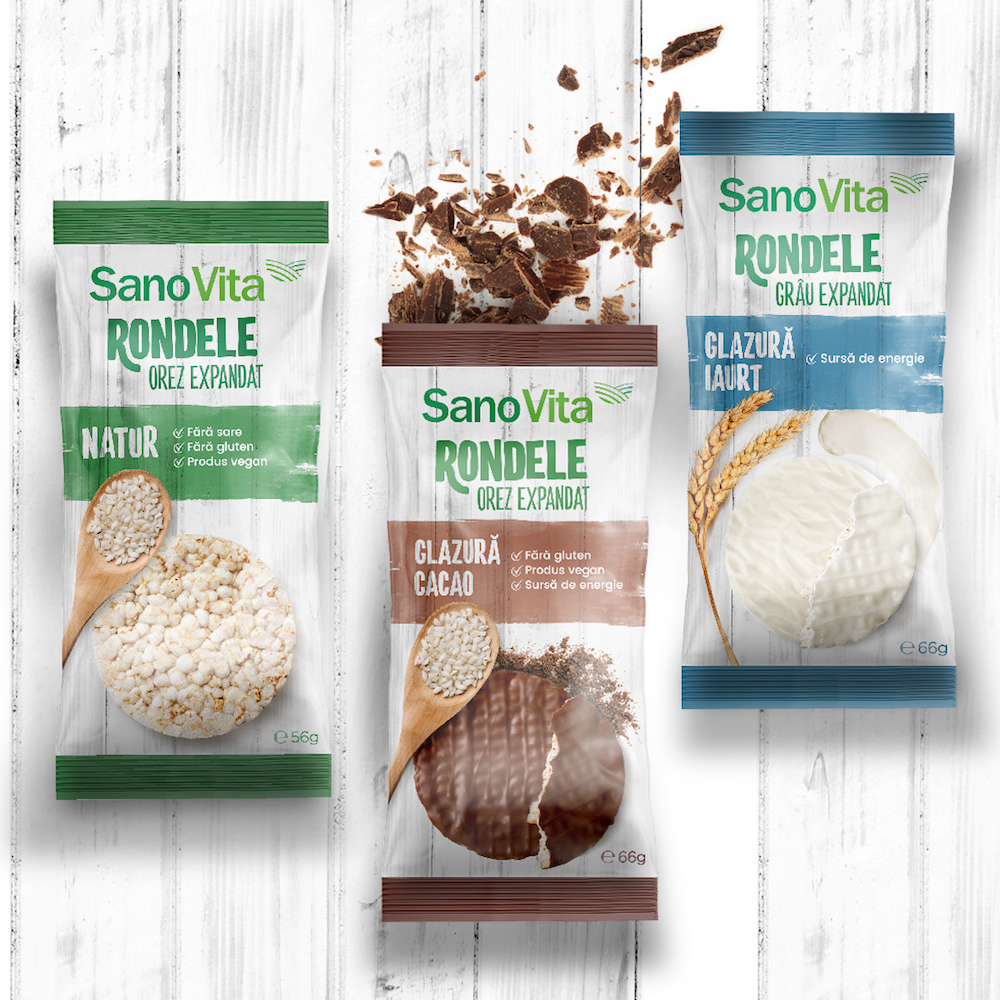 SanoVita
RONDELE
OREZ EXPANDAT
NATUR
Fără sare
Fără gluten
Produs vegan
℮ 56g
SanoVita
RONDELE
OREZ EXPANDAT
GLAZURĂ
CACAO
Fără gluten
Produs vegan
Sursă de energie
℮ 66g
SanoVita
RONDELE
GRÂU EXPANDAT
GLAZURĂ
IAURT
Sursă de energie
℮ 66g